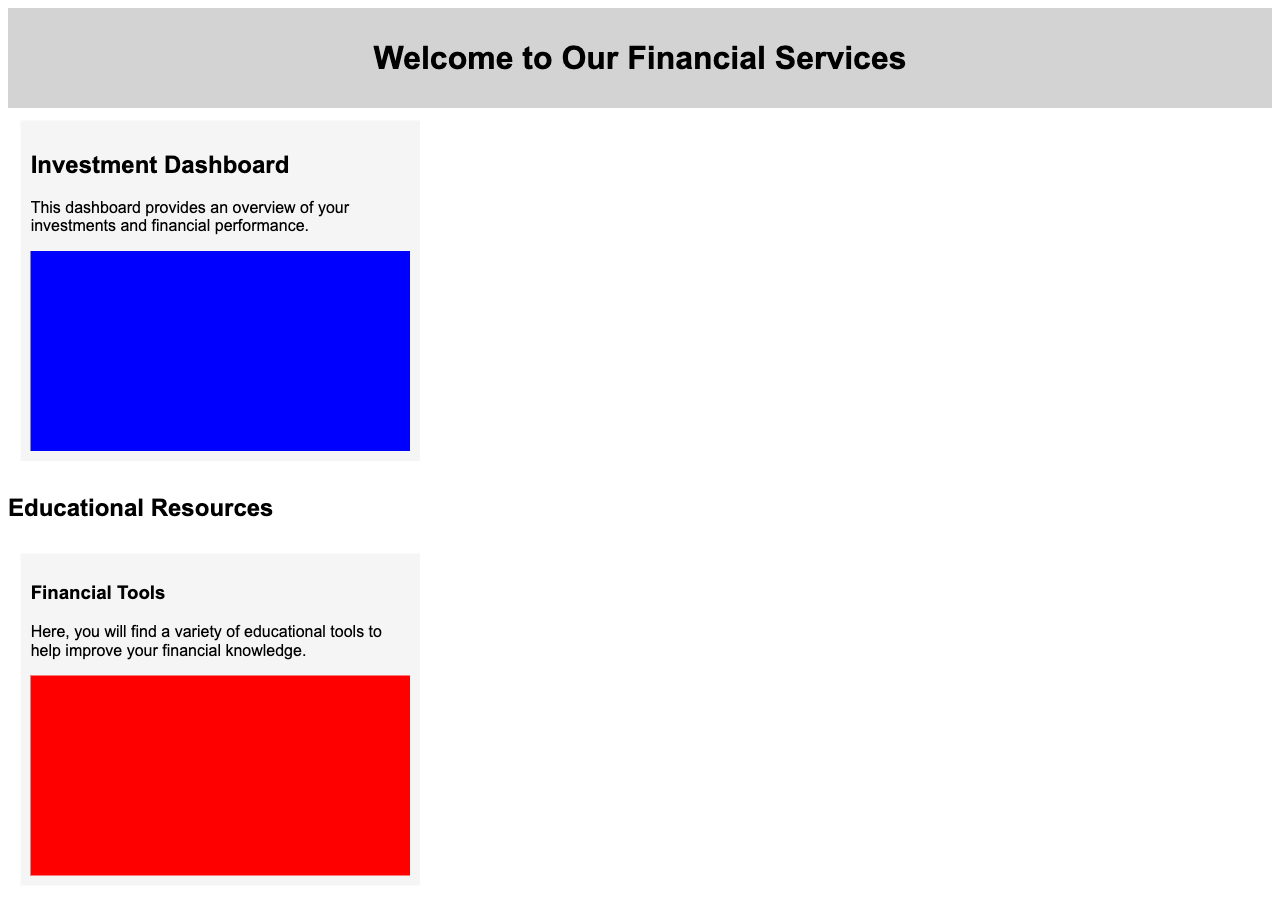 Welcome to Our Financial Services
Investment Dashboard
This dashboard provides an overview of your
investments and financial performance.
Educational Resources
Financial Tools
Here, you will find a variety of educational tools to
help improve your financial knowledge.